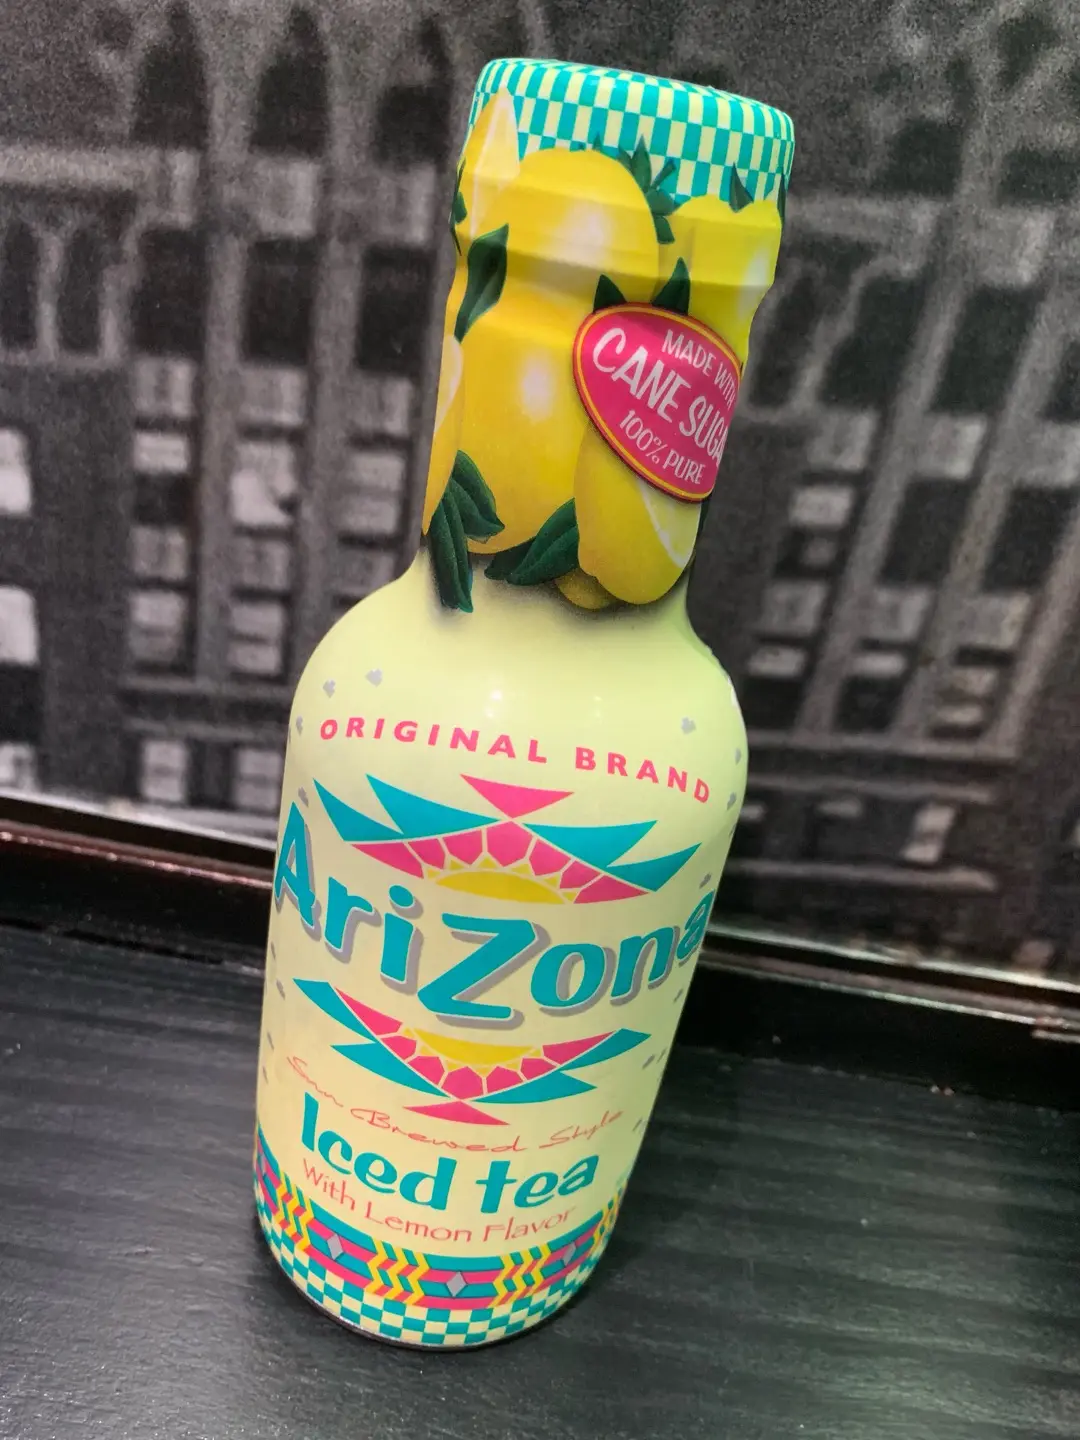 MADE WITH
CANE SUGAR
100% PURE
ORIGINAL BRAND
AriZona
Sun Brewed Style
Iced tea
With Lemon Flavor